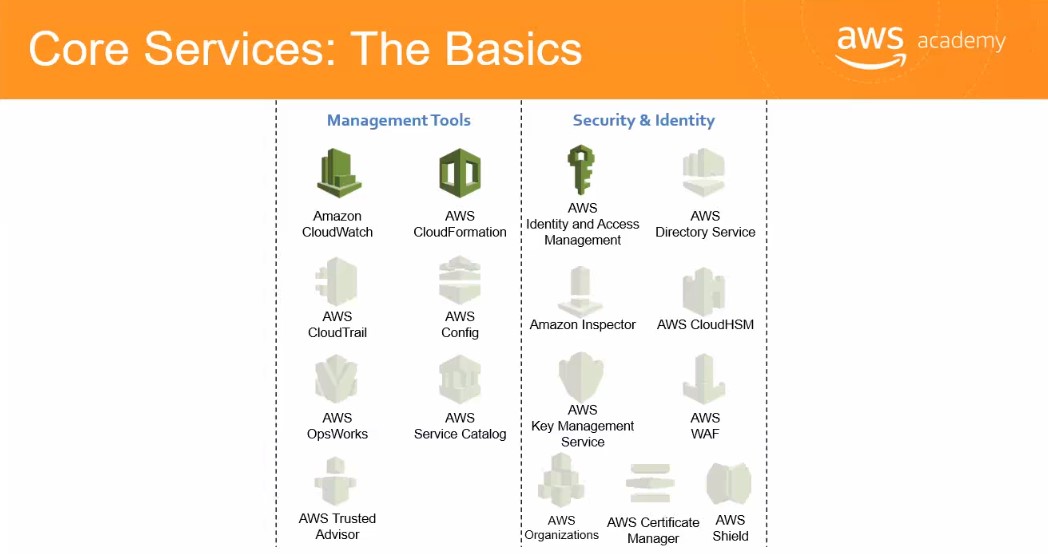 Core Services: The Basics
aws academy
Management Tools
Security & Identity
Amazon
CloudWatch
AWS
CloudFormation
AWS
Identity and Access
Management
AWS
Directory Service
AWS
CloudTrail
AWS
Config
Amazon Inspector
AWS CloudHSM
AWS
OpsWorks
AWS
Service Catalog
AWS
Key Management
Service
AWS
WAF
AWS Trusted
Advisor
AWS
Organizations
AWS Certificate
Manager
AWS
Shield